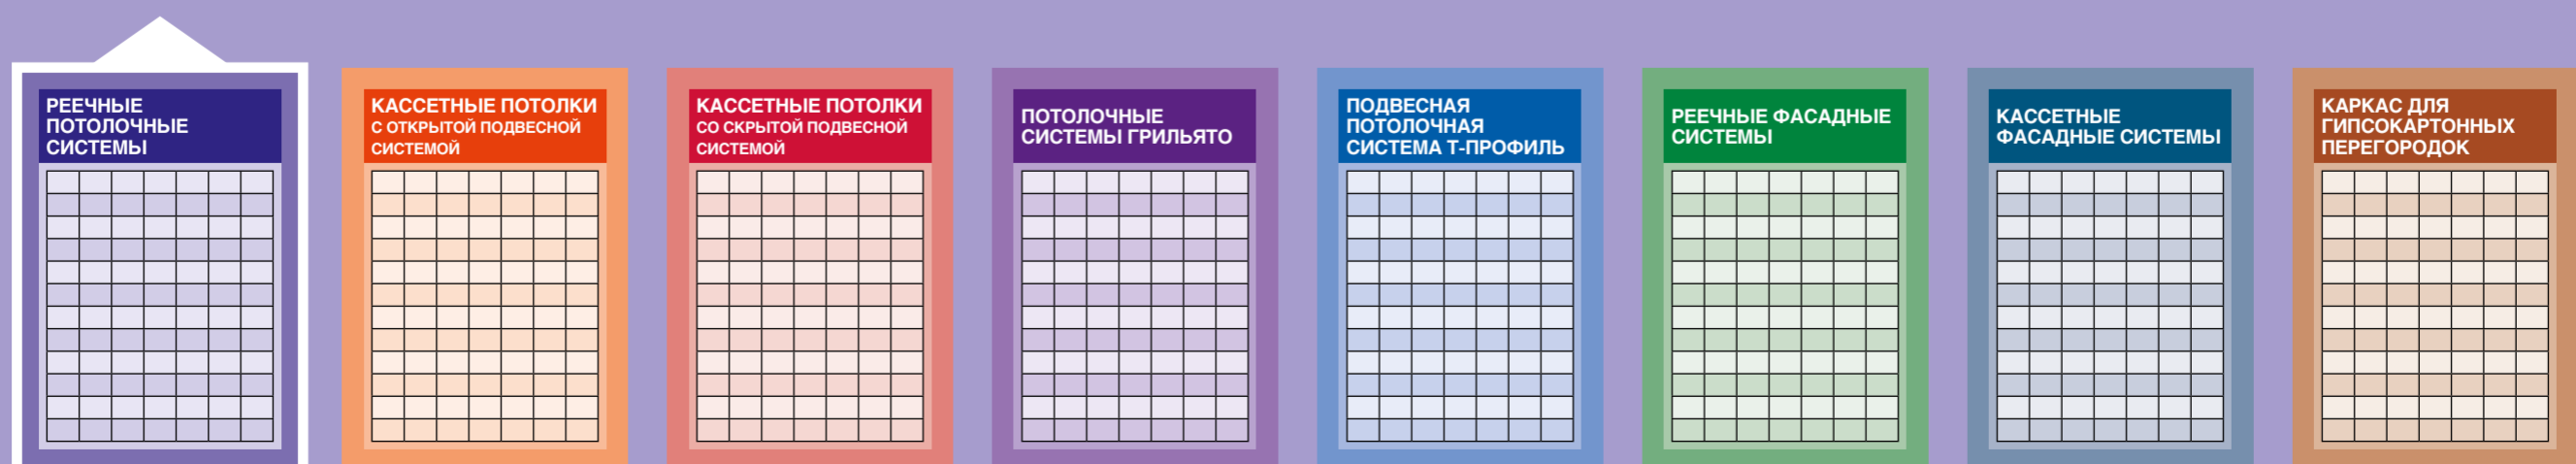 РЕЕЧНЫЕ
ПОТОЛОЧНЫЕ
СИСТЕМЫ
КАССЕТНЫЕ ПОТОЛКИ
С ОТКРЫТОЙ ПОДВЕСНОЙ
СИСТЕМОЙ
КАССЕТНЫЕ ПОТОЛКИ
СО СКРЫТОЙ ПОДВЕСНОЙ
СИСТЕМОЙ
ПОТОЛОЧНЫЕ
СИСТЕМЫ ГРИЛЬЯТО
ПОДВЕСНАЯ
ПОТОЛОЧНАЯ
СИСТЕМА Т-ПРОФИЛЬ
РЕЕЧНЫЕ ФАСАДНЫЕ
СИСТЕМЫ
КАССЕТНЫЕ
ФАСАДНЫЕ СИСТЕМЫ
КАРКАС ДЛЯ
ГИПСОКАРТОННЫХ
ПЕРЕГОРОДОК